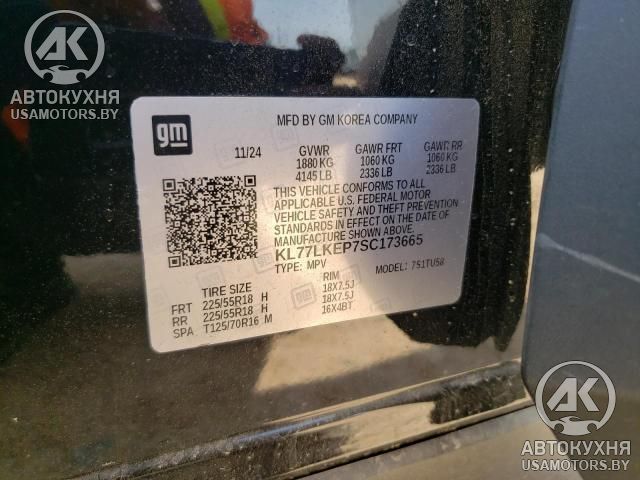 AK
АВТОКУХНЯ
USAMOTORS.BY
gm
MFD BY GM KOREA COMPANY
11/24 GVWR GAWR FRT GAWR RR
1880 KG 1060 KG 1060 KG
4145 LB 2336 LB 2336 LB
THIS VEHICLE CONFORMS TO ALL
APPLICABLE U.S. FEDERAL MOTOR
VEHICLE SAFETY AND THEFT PREVENTION
STANDARDS IN EFFECT ON THE DATE OF
MANUFACTURE SHOWN ABOVE.
KL77LKEP7SC173665
TYPE: MPV MODEL: 7S1TU58
TIRE SIZE RIM
FRT 225/55R18 H 18X7.5J
RR 225/55R18 H 18X7.5J
SPA T125/70R16 M 16X4BT
AK
АВТОКУХНЯ
USAMOTORS.BY